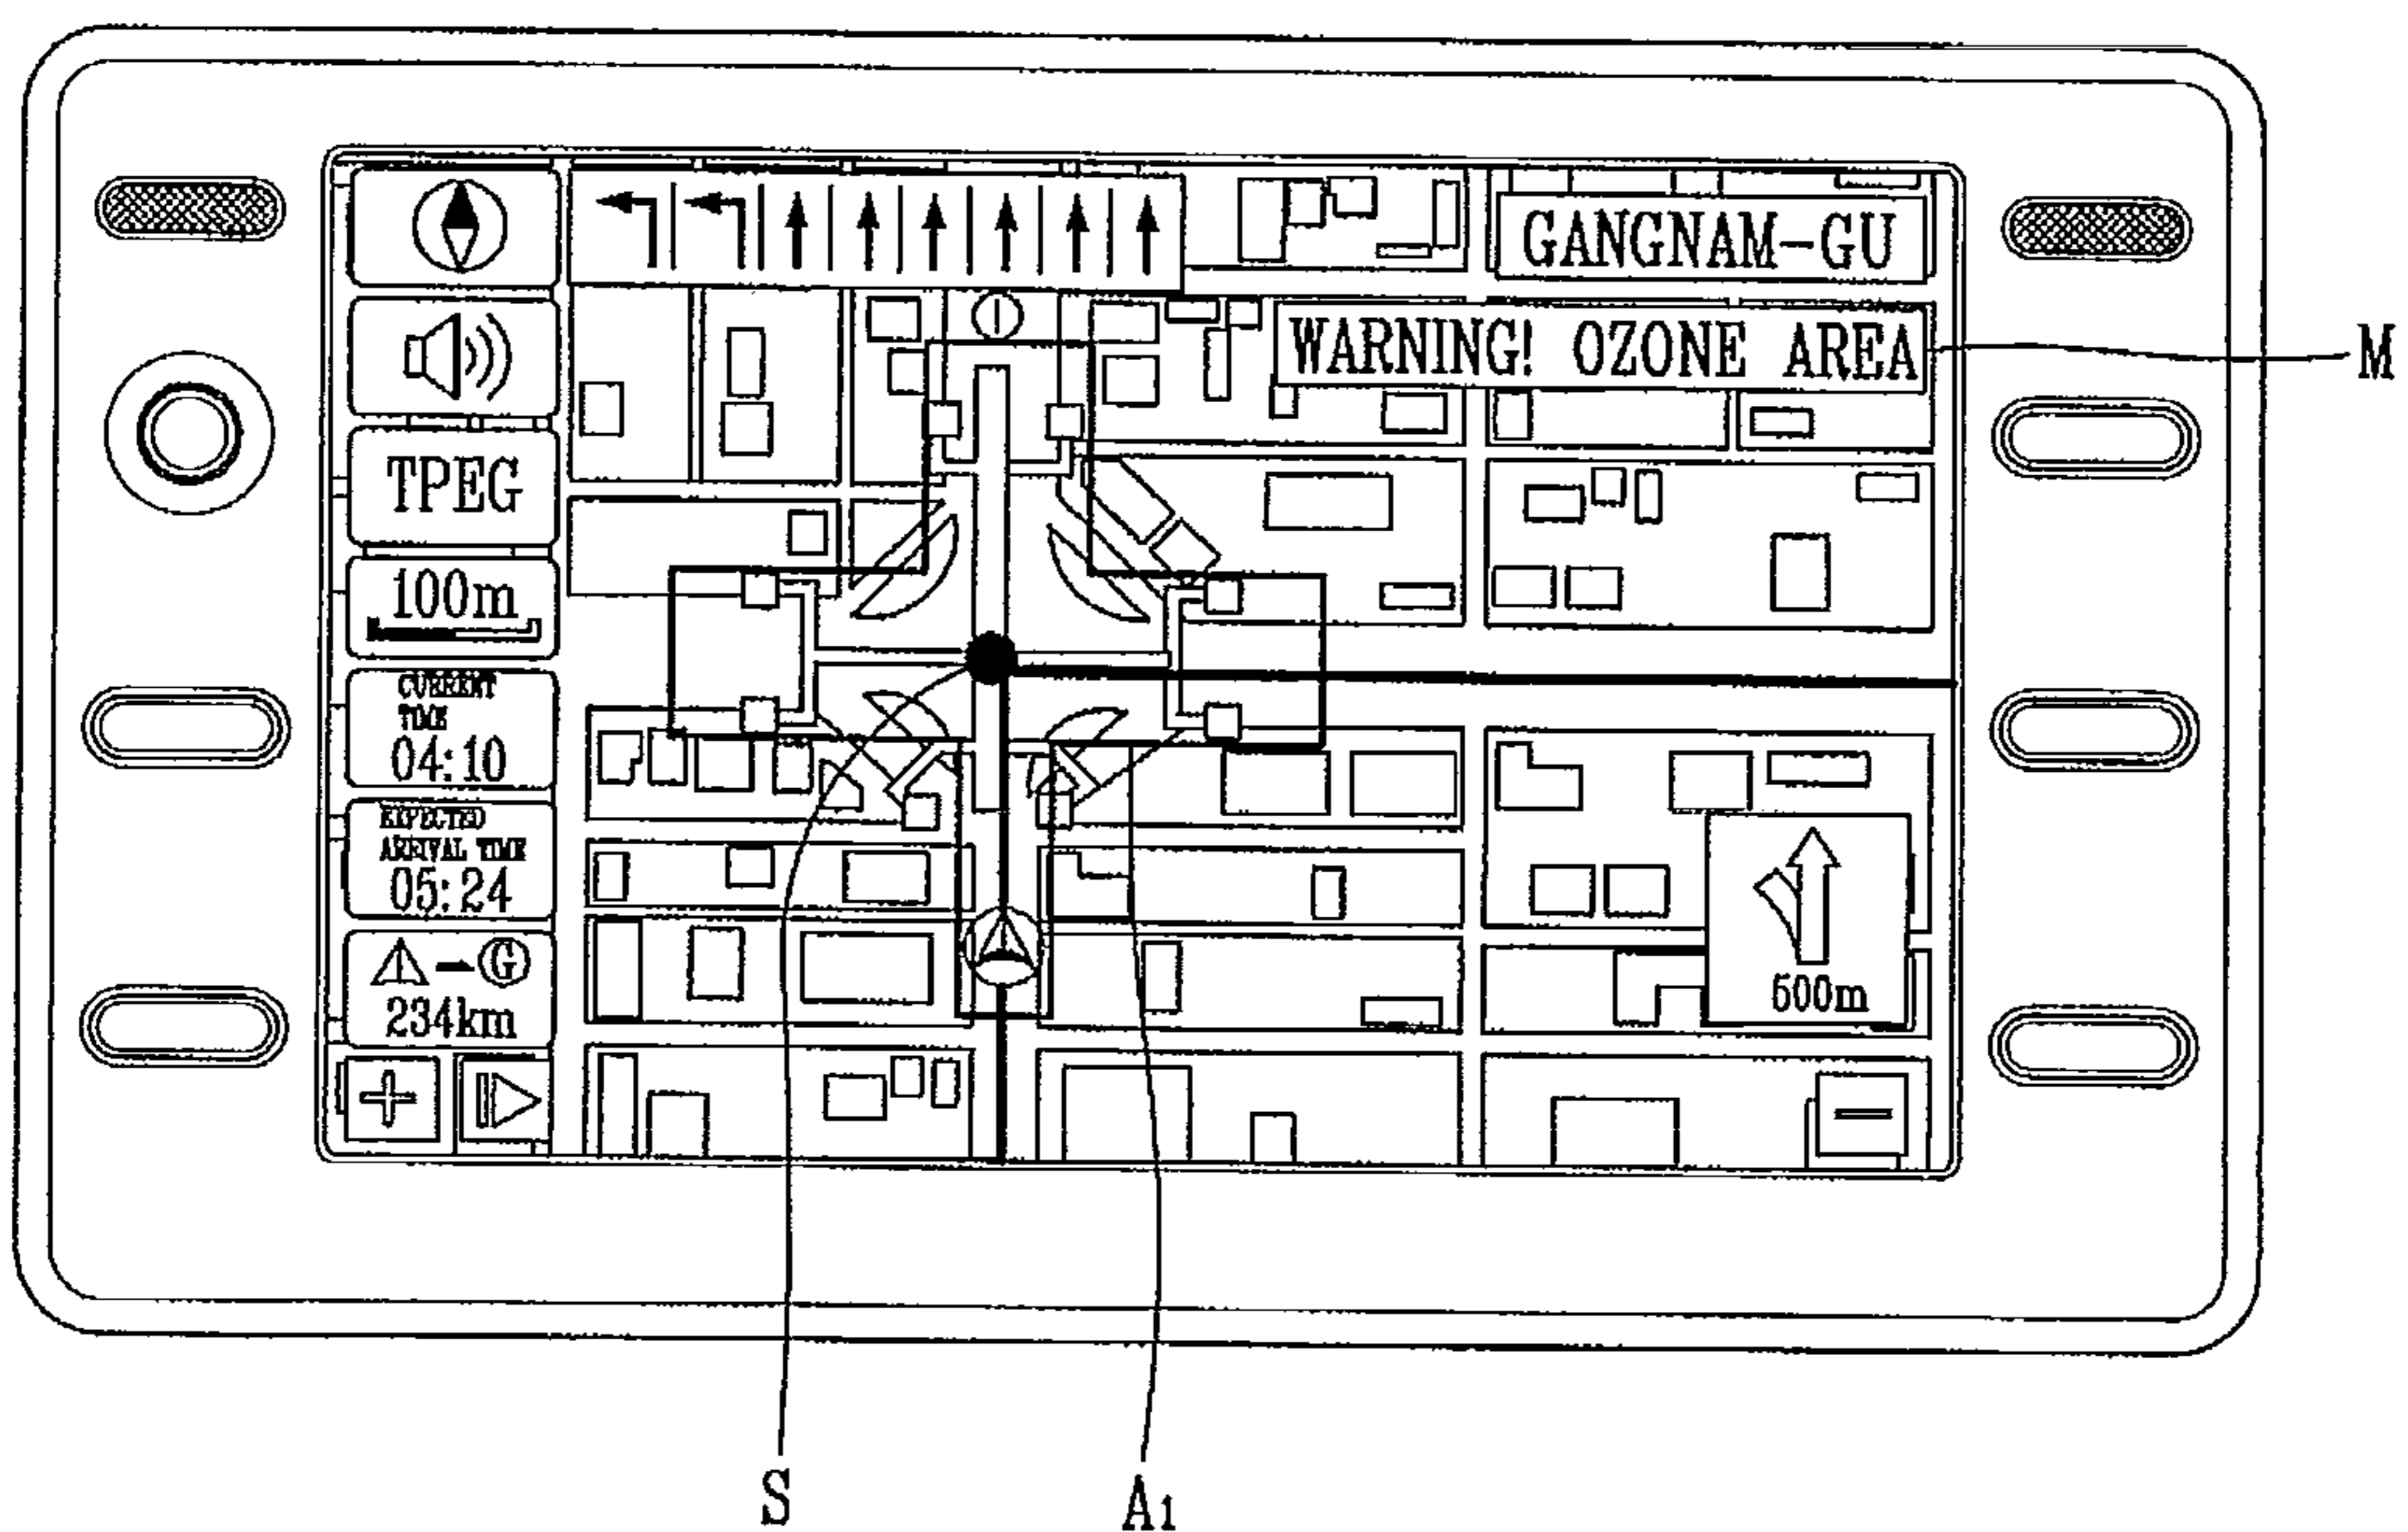 GANGNAM-GU
WARNING! OZONE AREA
M
TPEG
100m
CURRENT
TIME
04:10
EXPECTED
ARRIVAL TIME
05:24
G
234km
500m
S
A1